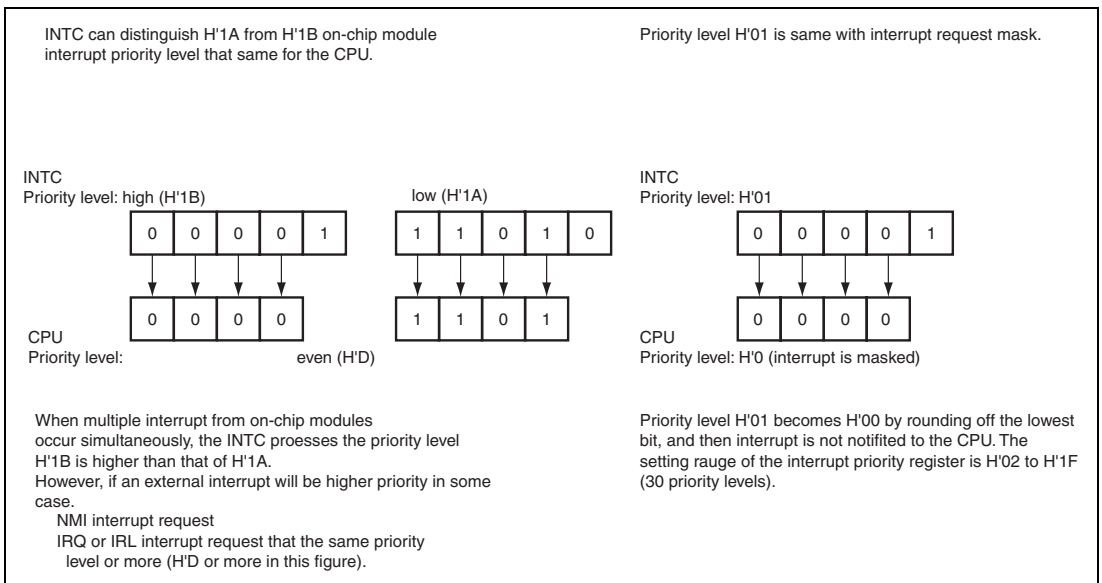 INTC can distinguish H'1A from H'1B on-chip module
interrupt priority level that same for the CPU.
Priority level H'01 is same with interrupt request mask.
INTC
Priority level: high (H'1B)
low (H'1A)
0 0 0 0 1
1 1 0 1 0
0 0 0 0
1 1 0 1
CPU
Priority level:
even (H'D)
INTC
Priority level: H'01
0 0 0 0 1
0 0 0 0
CPU
Priority level: H'0 (interrupt is masked)
When multiple interrupt from on-chip modules
occur simultaneously, the INTC proesses the priority level
H'1B is higher than that of H'1A.
However, if an external interrupt will be higher priority in some
case.
NMI interrupt request
IRQ or IRL interrupt request that the same priority
level or more (H'D or more in this figure).
Priority level H'01 becomes H'00 by rounding off the lowest
bit, and then interrupt is not notifited to the CPU. The
setting rauge of the interrupt priority register is H'02 to H'1F
(30 priority levels).